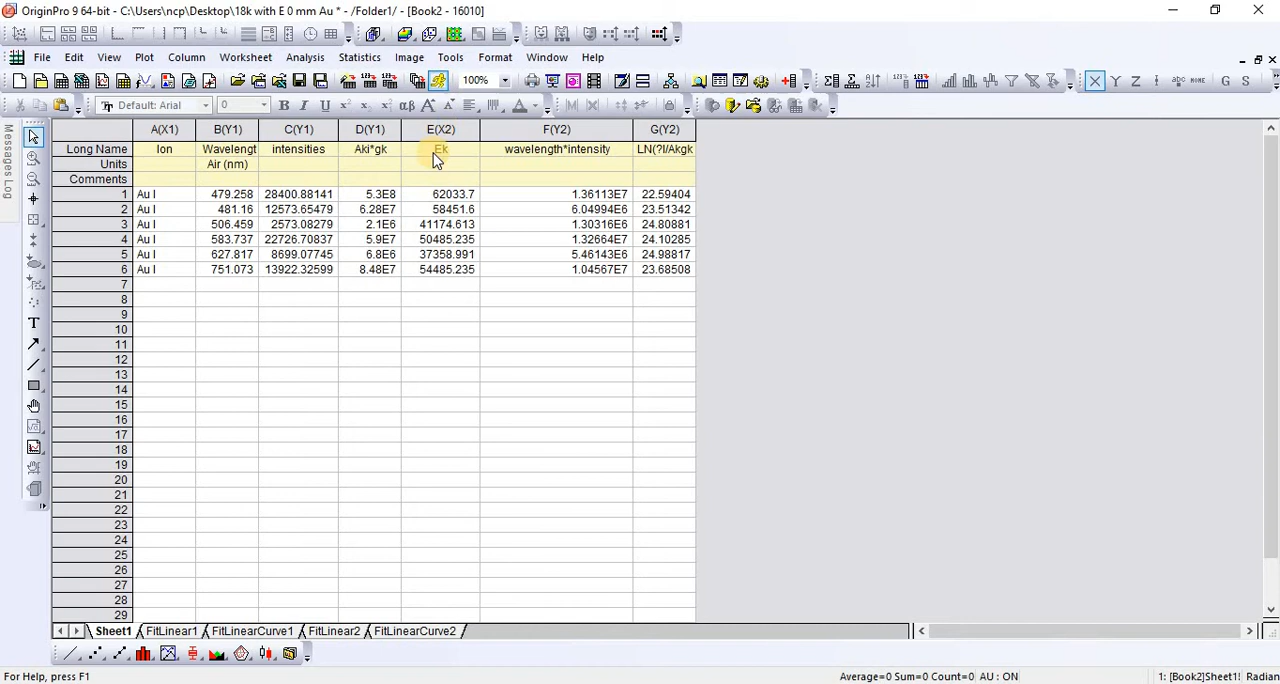 OriginPro 9 64-bit - C:\Users\ncp\Desktop\18k with E 0 mm Au * - /Folder1/ - [Book2 - 16010]
File Edit View Plot Column Worksheet Analysis Statistics Image Tools Format Window Help
100%
X Y Z G S
Default: Arial 0 B I U
Messages Log
A(X1) B(Y1) C(Y1) D(Y1) E(X2) F(Y2) G(Y2)
Long Name Ion Wavelengt intensities Aki*gk Ek wavelength*intensity LN(?I/Akgk
Units Air (nm)
Comments
1 Au I 479.258 28400.88141 5.3E8 62033.7 1.36113E7 22.59404
2 Au I 481.16 12573.65479 6.28E7 58451.6 6.04994E6 23.51342
3 Au I 506.459 2573.08279 2.1E6 41174.613 1.30316E6 24.80881
4 Au I 583.737 22726.70837 5.9E7 50485.235 1.32664E7 24.10285
5 Au I 627.817 8699.07745 6.8E6 37358.991 5.46143E6 24.98817
6 Au I 751.073 13922.32599 8.48E7 54485.235 1.04567E7 23.68508
7
8
9
10
11
12
13
14
15
16
17
18
19
20
21
22
23
24
25
26
27
28
29
Sheet1 FitLinear1 FitLinearCurve1 FitLinear2 FitLinearCurve2
For Help, press F1 Average=0 Sum=0 Count=0 AU : ON 1: [Book2]Sheet1! Radian